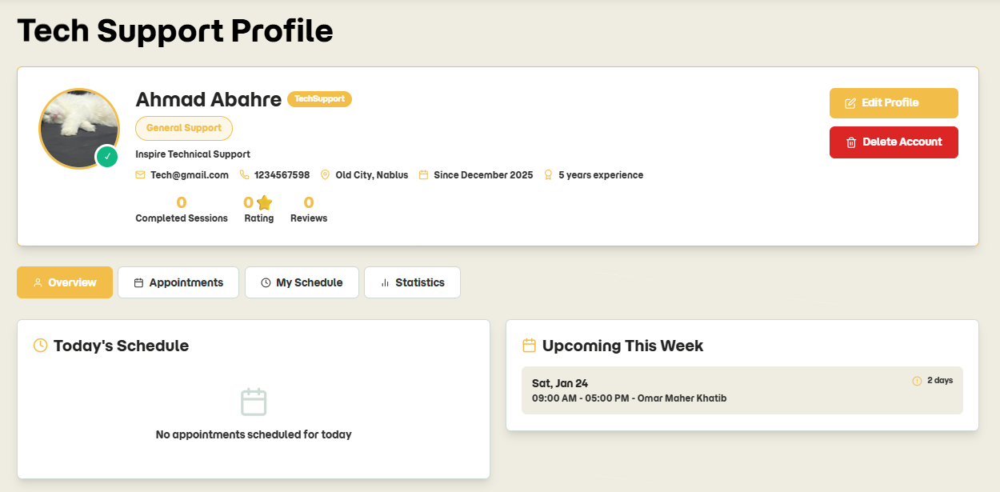 Tech Support Profile
Ahmad Abahre TechSupport
General Support
Inspire Technical Support
Tech@gmail.com 1234567598 Old City, Nablus Since December 2025 5 years experience
0 0 0
Completed Sessions Rating Reviews
Edit Profile
Delete Account
Overview Appointments My Schedule Statistics
Today's Schedule
No appointments scheduled for today
Upcoming This Week
Sat, Jan 24 2 days
09:00 AM - 05:00 PM - Omar Maher Khatib